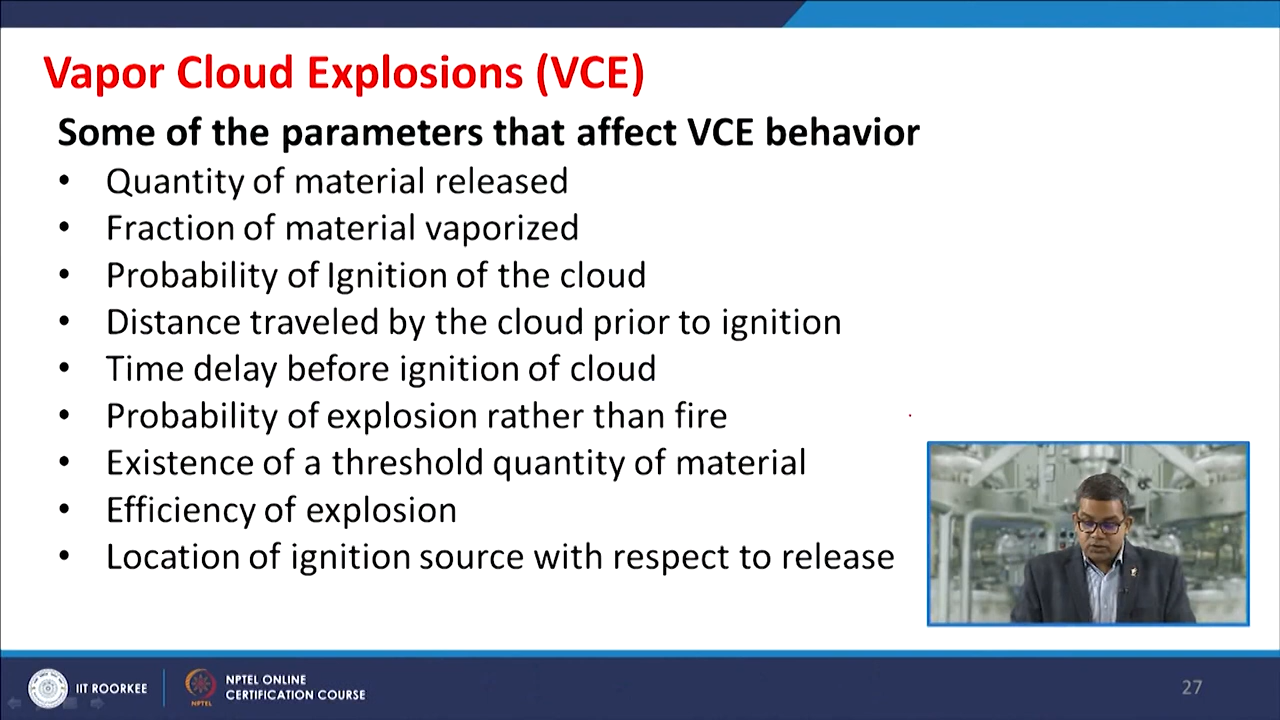 Vapor Cloud Explosions (VCE)
Some of the parameters that affect VCE behavior
• Quantity of material released
• Fraction of material vaporized
• Probability of Ignition of the cloud
• Distance traveled by the cloud prior to ignition
• Time delay before ignition of cloud
• Probability of explosion rather than fire
• Existence of a threshold quantity of material
• Efficiency of explosion
• Location of ignition source with respect to release
IIT ROORKEE
NPTEL
NPTEL ONLINE
CERTIFICATION COURSE
27